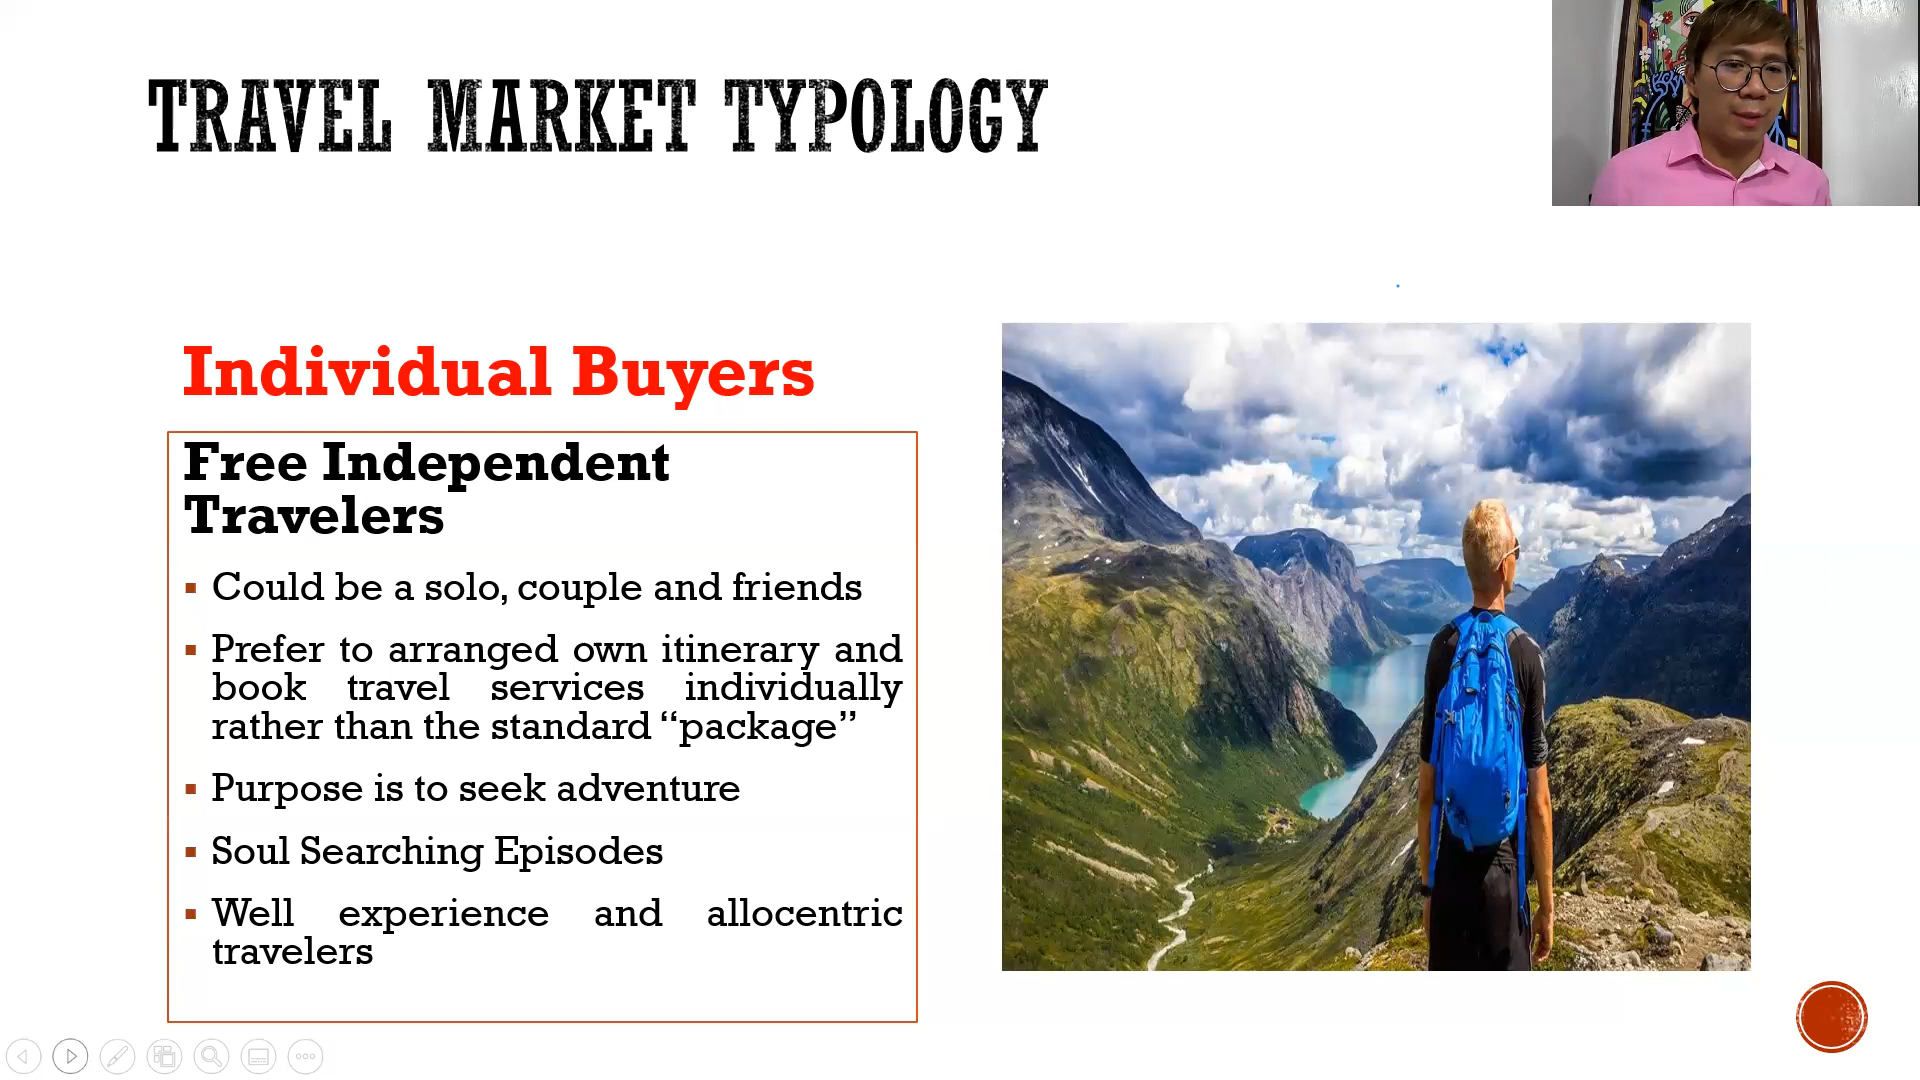 TRAVEL MARKET TYPOLOGY
Individual Buyers
Free Independent
Travelers
▪ Could be a solo, couple and friends
▪ Prefer to arranged own itinerary and
book travel services individually
rather than the standard “package”
▪ Purpose is to seek adventure
▪ Soul Searching Episodes
▪ Well experience and allocentric
travelers